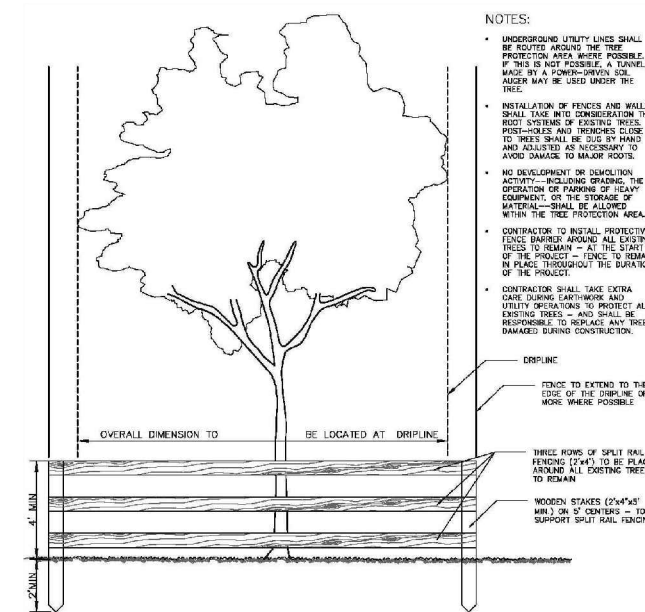 NOTES:
• UNDERGROUND UTILITY LINES SHALL
BE ROUTED AROUND THE TREE
PROTECTION AREA WHERE POSSIBLE.
IF THIS IS NOT POSSIBLE, A TUNNEL
MADE BY A POWER-DRIVEN SOIL
AUGER MAY BE USED UNDER THE
TREE.
• INSTALLATION OF FENCES AND WALL
SHALL TAKE INTO CONSIDERATION TH
ROOT SYSTEMS OF EXISTING TREES.
POST-HOLES AND TRENCHES CLOSE
TO TREES SHALL BE DUG BY HAND
AND ADJUSTED AS NECESSARY TO
AVOID DAMAGE TO MAJOR ROOTS.
• NO DEVELOPMENT OR DEMOLITION
ACTIVITY--INCLUDING GRADING, THE
OPERATION OR PARKING OF HEAVY
EQUIPMENT, OR THE STORAGE OF
MATERIAL--SHALL BE ALLOWED
WITHIN THE TREE PROTECTION AREA.
• CONTRACTOR TO INSTALL PROTECTIV
FENCE BARRIER AROUND ALL EXISTIN
TREES TO REMAIN - AT THE START
OF THE PROJECT - FENCE TO REMA
IN PLACE THROUGHOUT THE DURATIO
OF THE PROJECT.
• CONTRACTOR SHALL TAKE EXTRA
CARE DURING EARTHWORK AND
UTILITY OPERATIONS TO PROTECT AL
EXISTING TREES - AND SHALL BE
RESPONSIBLE TO REPLACE ANY TREE
DAMAGED DURING CONSTRUCTION.
DRIPLINE
FENCE TO EXTEND TO THE
EDGE OF THE DRIPLINE OR
MORE WHERE POSSIBLE
OVERALL DIMENSION TO BE LOCATED AT DRIPLINE
THREE ROWS OF SPLIT RAIL
FENCING (2'x4') TO BE PLAC
AROUND ALL EXISTING TREE
TO REMAIN
WOODEN STAKES (2"x4"x5'
MIN.) ON 5' CENTERS - TO
SUPPORT SPLIT RAIL FENCIN
4' MIN
2' MIN